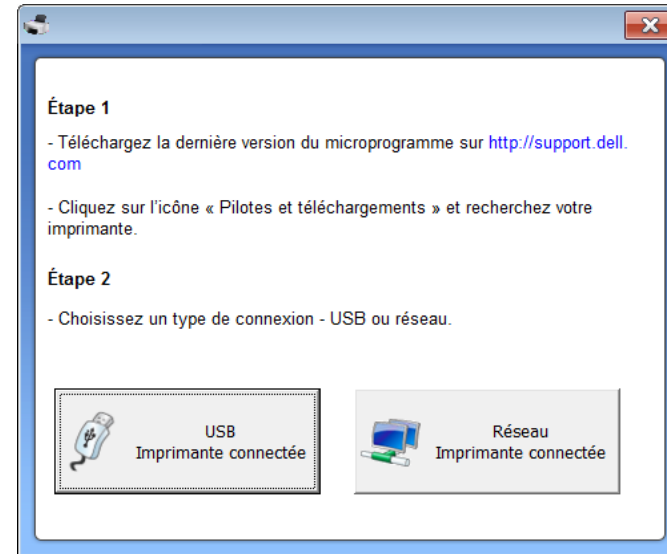 Étape 1
- Téléchargez la dernière version du microprogramme sur http://support.dell.
com
- Cliquez sur l'icône « Pilotes et téléchargements » et recherchez votre
imprimante.
Étape 2
- Choisissez un type de connexion - USB ou réseau.
USB
Imprimante connectée
Réseau
Imprimante connectée